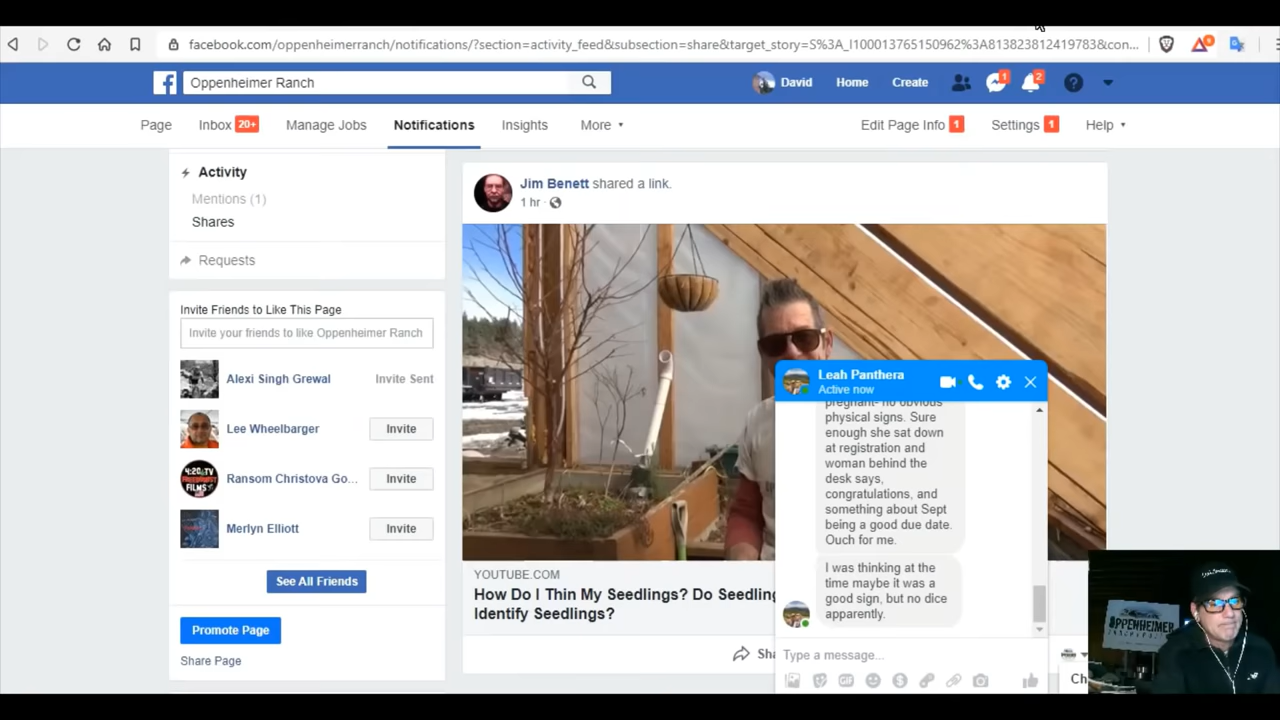 facebook.com/oppenheimerranch/notifications/?section=activity_feed&subsection=share&target_story=S%3A_I100013765150962%3A813823812419783&con...
Oppenheimer Ranch
David
Home
Create
1
2
Page
Inbox 20+
Manage Jobs
Notifications
Insights
More
Edit Page Info 1
Settings 1
Help
Activity
Mentions (1)
Shares
Requests
Invite Friends to Like This Page
Invite your friends to like Oppenheimer Ranch
Alexi Singh Grewal
Invite Sent
Lee Wheelbarger
Invite
Ransom Christova Go...
Invite
Merlyn Elliott
Invite
See All Friends
Promote Page
Share Page
Jim Benett shared a link.
1 hr ·
YOUTUBE.COM
How Do I Thin My Seedlings? Do Seedling
Identify Seedlings?
Sha
Leah Panthera
Active now
pregnant- no obvious
physical signs. Sure
enough she sat down
at registration and
woman behind the
desk says,
congratulations, and
something about Sept
being a good due date.
Ouch for me.
I was thinking at the
time maybe it was a
good sign, but no dice
apparently.
Type a message...
GIF
Ch
OPPENHEIMER